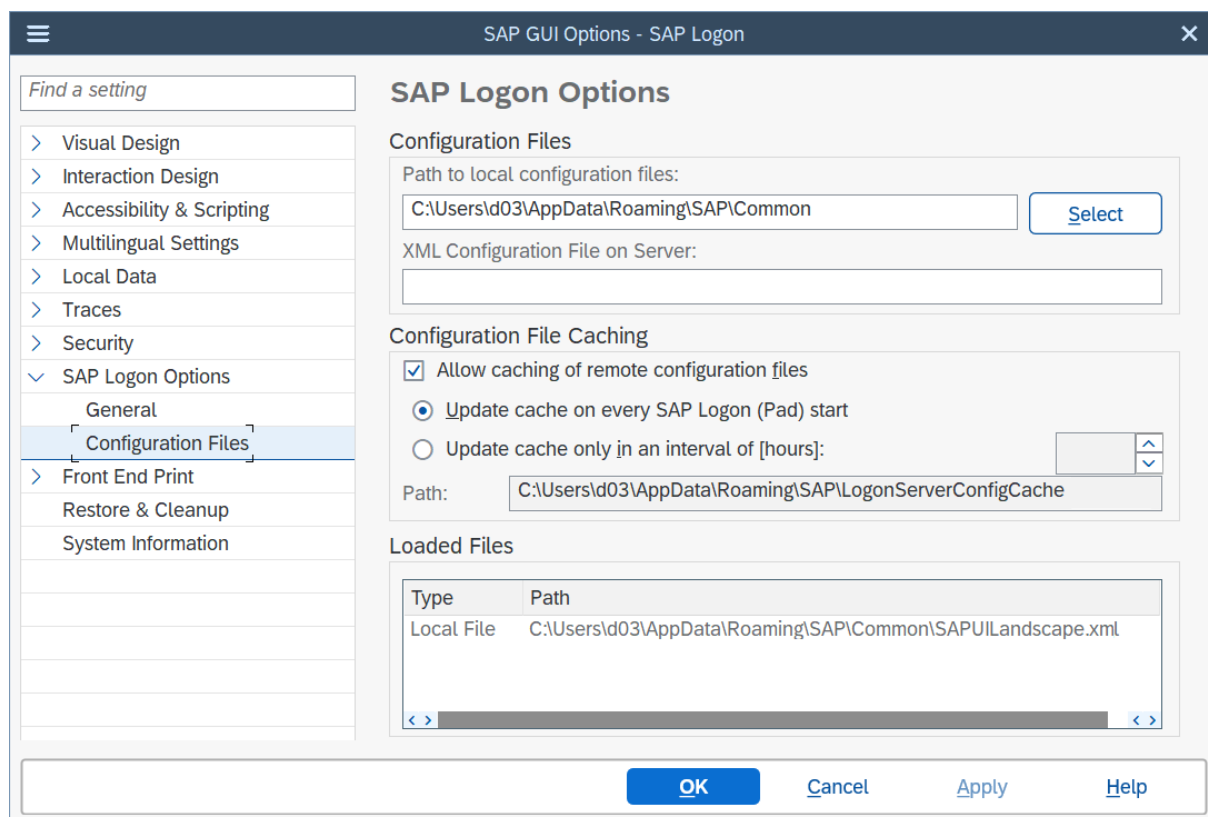 SAP GUI Options - SAP Logon
Find a setting
Visual Design
Interaction Design
Accessibility & Scripting
Multilingual Settings
Local Data
Traces
Security
SAP Logon Options
General
Configuration Files
Front End Print
Restore & Cleanup
System Information
SAP Logon Options
Configuration Files
Path to local configuration files:
C:\Users\d03\AppData\Roaming\SAP\Common
Select
XML Configuration File on Server:
Configuration File Caching
Allow caching of remote configuration files
Update cache on every SAP Logon (Pad) start
Update cache only in an interval of [hours]:
Path: C:\Users\d03\AppData\Roaming\SAP\LogonServerConfigCache
Loaded Files
Type Path
Local File C:\Users\d03\AppData\Roaming\SAP\Common\SAPUILandscape.xml
OK Cancel Apply Help